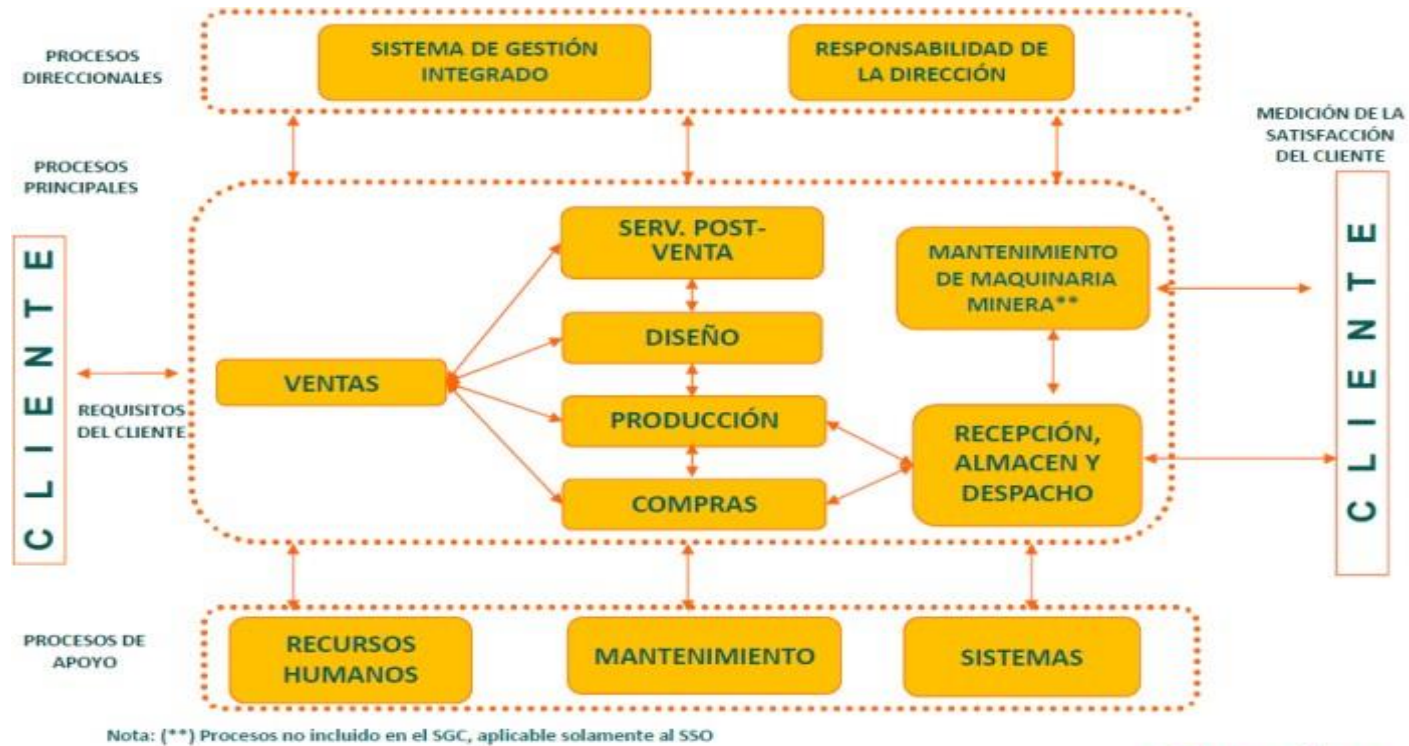 PROCESOS
DIRECCIONALES
SISTEMA DE GESTIÓN
INTEGRADO
RESPONSABILIDAD DE
LA DIRECCIÓN
MEDICIÓN DE LA
SATISFACCIÓN
DEL CLIENTE
PROCESOS
PRINCIPALES
CLIENTE
REQUISITOS
DEL CLIENTE
VENTAS
SERV. POST-
VENTA
DISEÑO
PRODUCCIÓN
COMPRAS
MANTENIMIENTO
DE MAQUINARIA
MINERA**
RECEPCIÓN,
ALMACEN Y
DESPACHO
CLIENTE
PROCESOS DE
APOYO
RECURSOS
HUMANOS
MANTENIMIENTO
SISTEMAS
Nota: (**) Procesos no incluido en el SGC, aplicable solamente al SSO